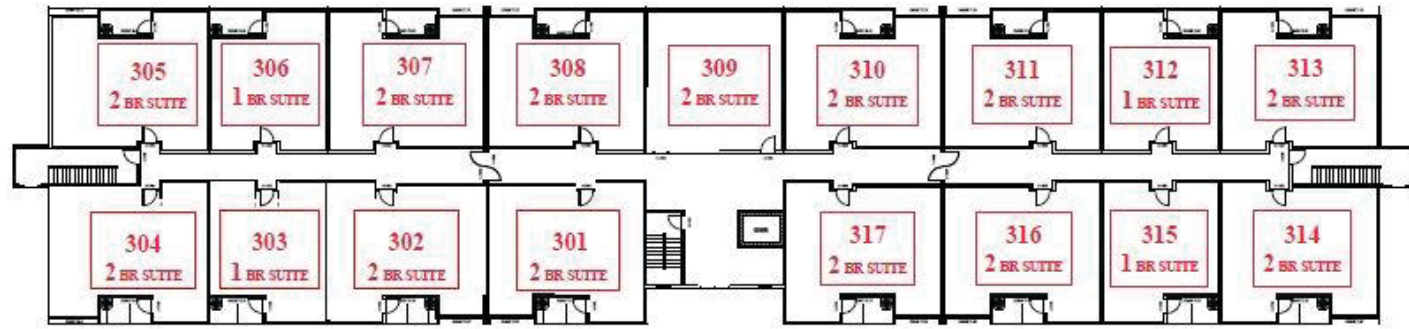 305
2 BR SUITE
306
1 BR SUITE
307
2 BR SUITE
308
2 BR SUITE
309
2 BR SUITE
310
2 BR SUITE
311
2 BR SUITE
312
1 BR SUITE
313
2 BR SUITE
304
2 BR SUITE
303
1 BR SUITE
302
2 BR SUITE
301
2 BR SUITE
317
2 BR SUITE
316
2 BR SUITE
315
1 BR SUITE
314
2 BR SUITE